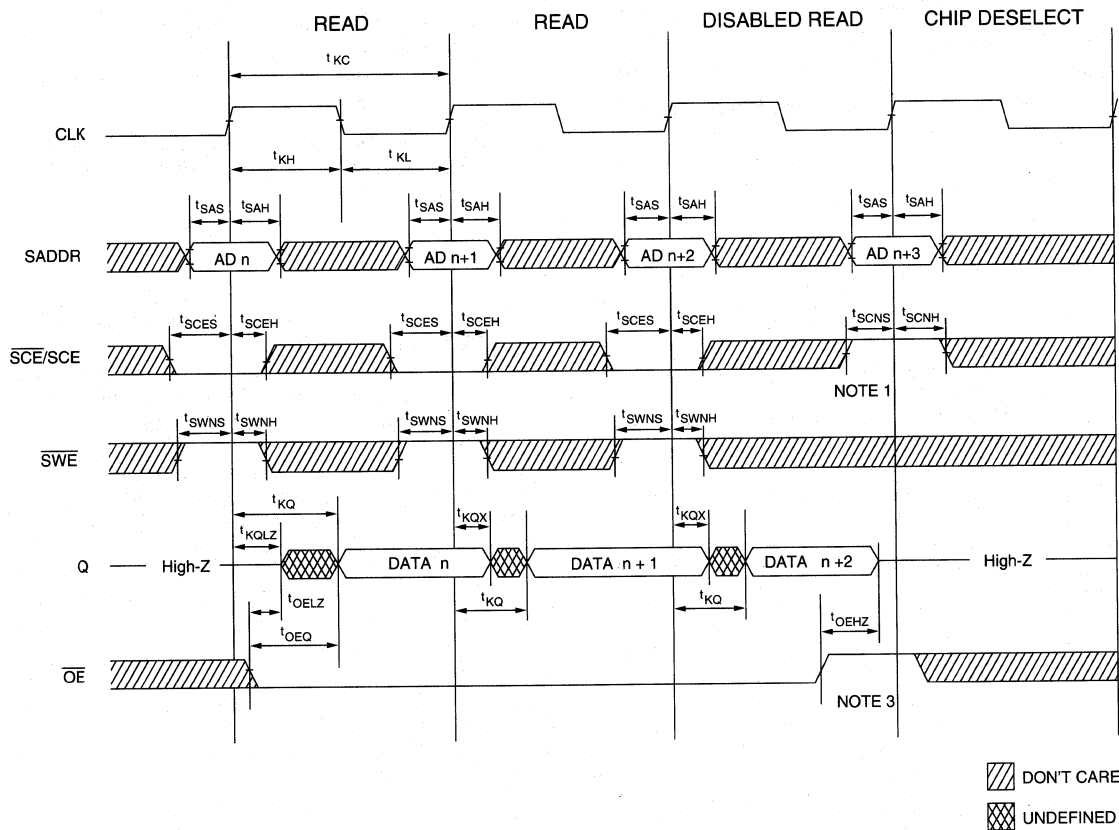 READ READ DISABLED READ CHIP DESELECT
tKC
CLK
tKH tKL
tSAS tSAH tSAS tSAH tSAS tSAH tSAS tSAH
SADDR AD n AD n+1 AD n+2 AD n+3
tSCES tSCEH tSCES tSCEH tSCES tSCEH tSCNS tSCNH
SCE/SCE
NOTE 1
tSWNS tSWNH tSWNS tSWNH tSWNS tSWNH
SWE
tKQ
tKQLZ tKQX tKQX
Q High-Z DATA n DATA n + 1 DATA n +2 High-Z
tOELZ tKQ tKQ
tOEQ tOEHZ
OE
NOTE 3
DON'T CARE
UNDEFINED